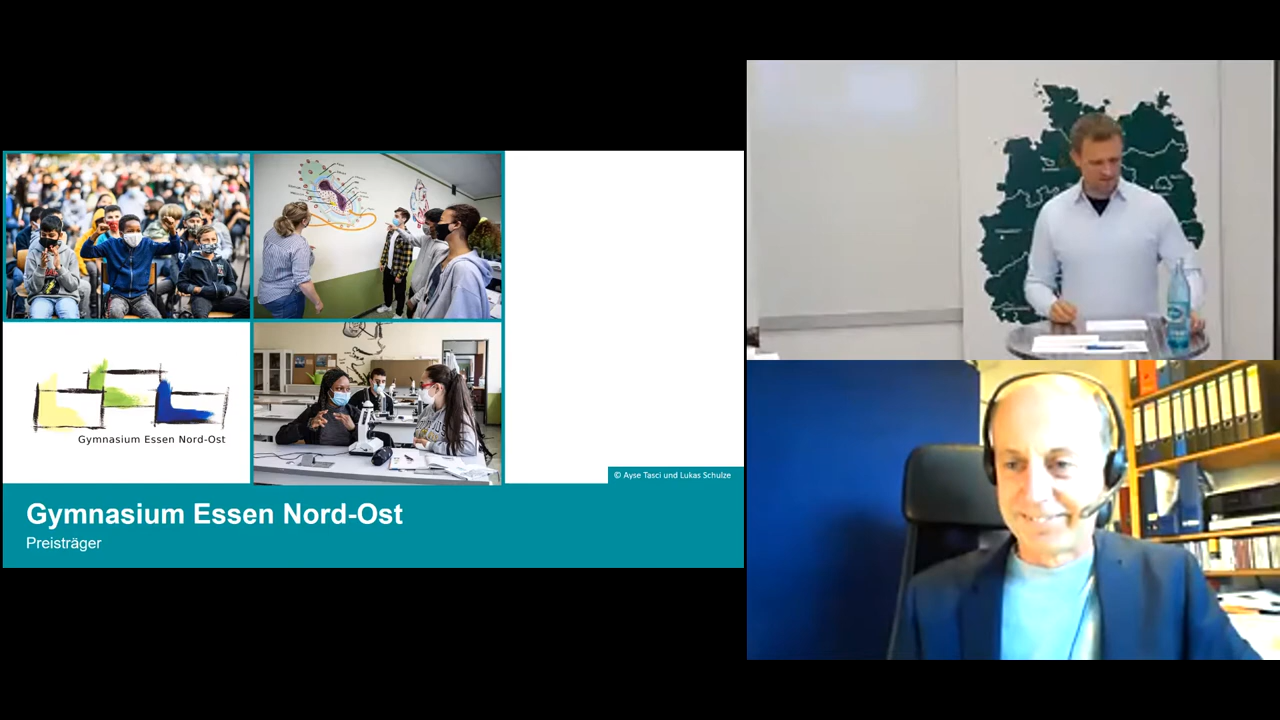 Gymnasium Essen Nord-Ost
© Ayse Tasci und Lukas Schulze
Gymnasium Essen Nord-Ost
Preisträger